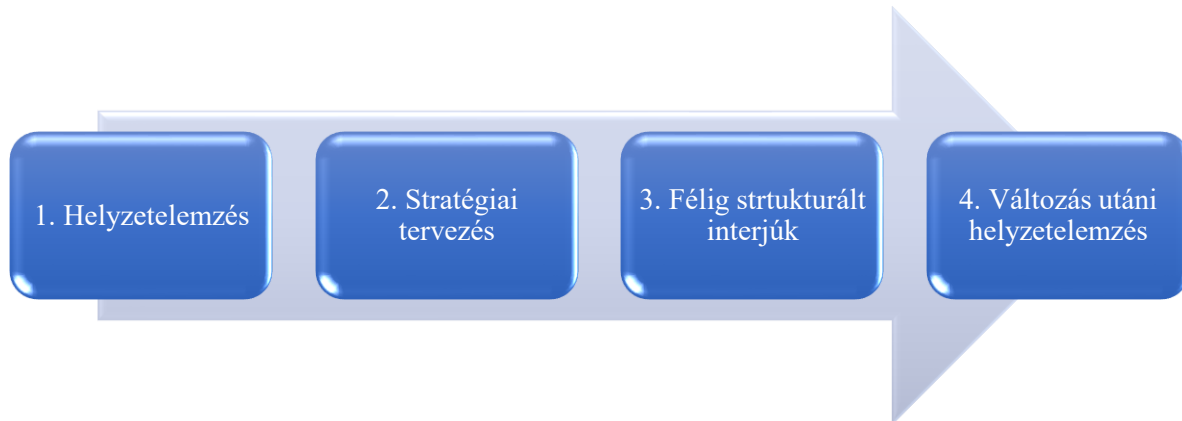 1. Helyzetelemzés
2. Stratégiai
tervezés
3. Félig strtukturált
interjúk
4. Változás utáni
helyzetelemzés